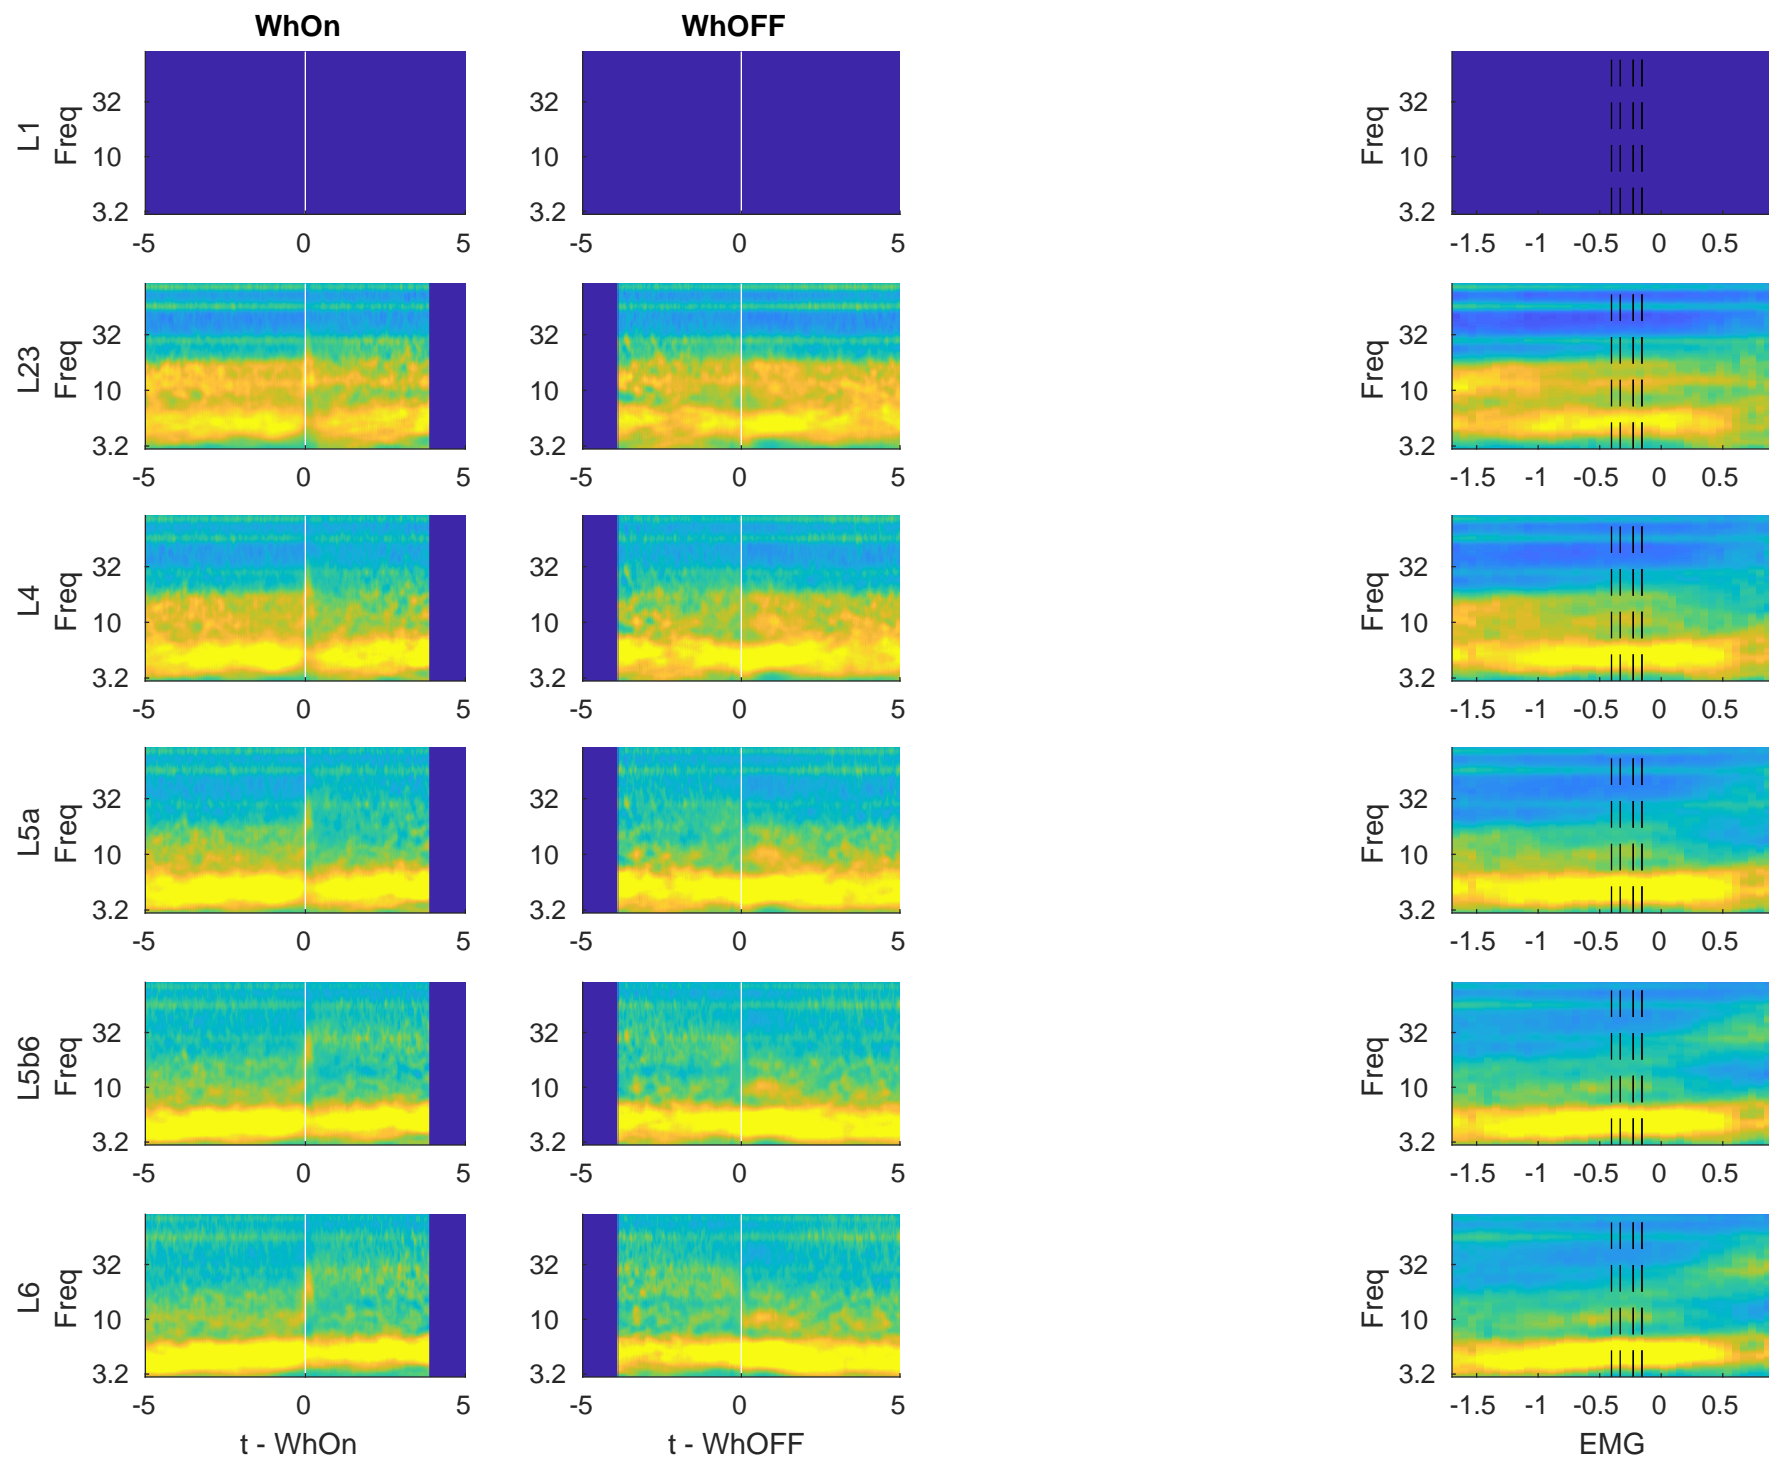 WhOn WhOFF
L1 Freq 32 10 3.2 Freq 32 10 3.2
-5 0 5 -5 0 5 -1.5 -1 -0.5 0 0.5
L23 Freq 32 10 3.2 32 10 3.2 Freq 32 10 3.2
-5 0 5 -5 0 5 -1.5 -1 -0.5 0 0.5
L4 Freq 32 10 3.2 32 10 3.2 Freq 32 10 3.2
-5 0 5 -5 0 5 -1.5 -1 -0.5 0 0.5
L5a Freq 32 10 3.2 32 10 3.2 Freq 32 10 3.2
-5 0 5 -5 0 5 -1.5 -1 -0.5 0 0.5
L5b6 Freq 32 10 3.2 32 10 3.2 Freq 32 10 3.2
-5 0 5 -5 0 5 -1.5 -1 -0.5 0 0.5
L6 Freq 32 10 3.2 32 10 3.2 Freq 32 10 3.2
-5 0 5 -5 0 5 -1.5 -1 -0.5 0 0.5
t - WhOn t - WhOFF EMG